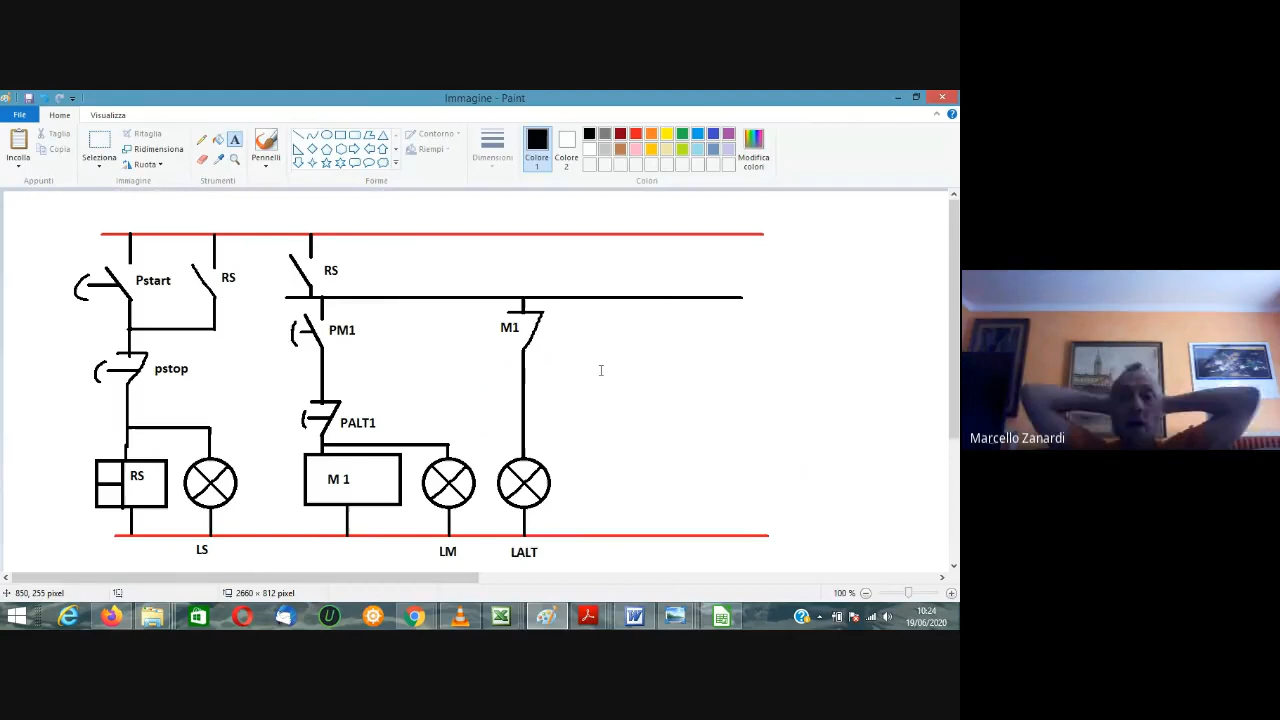 Immagine - Paint
File
Home
Visualizza
Incolla
Taglia
Copia
Appunti
Seleziona
Ritaglia
Ridimensiona
Ruota
Immagine
Strumenti
Pennelli
Contorno
Riempi
Forme
Dimensioni
Colore 1
Colore 2
Modifica colori
Colori
Pstart
RS
RS
PM1
M1
pstop
PALT1
RS
M 1
LS
LM
LALT
Marcello Zanardi
850, 255 pixel
2660 × 812 pixel
100 %
10:24
19/06/2020